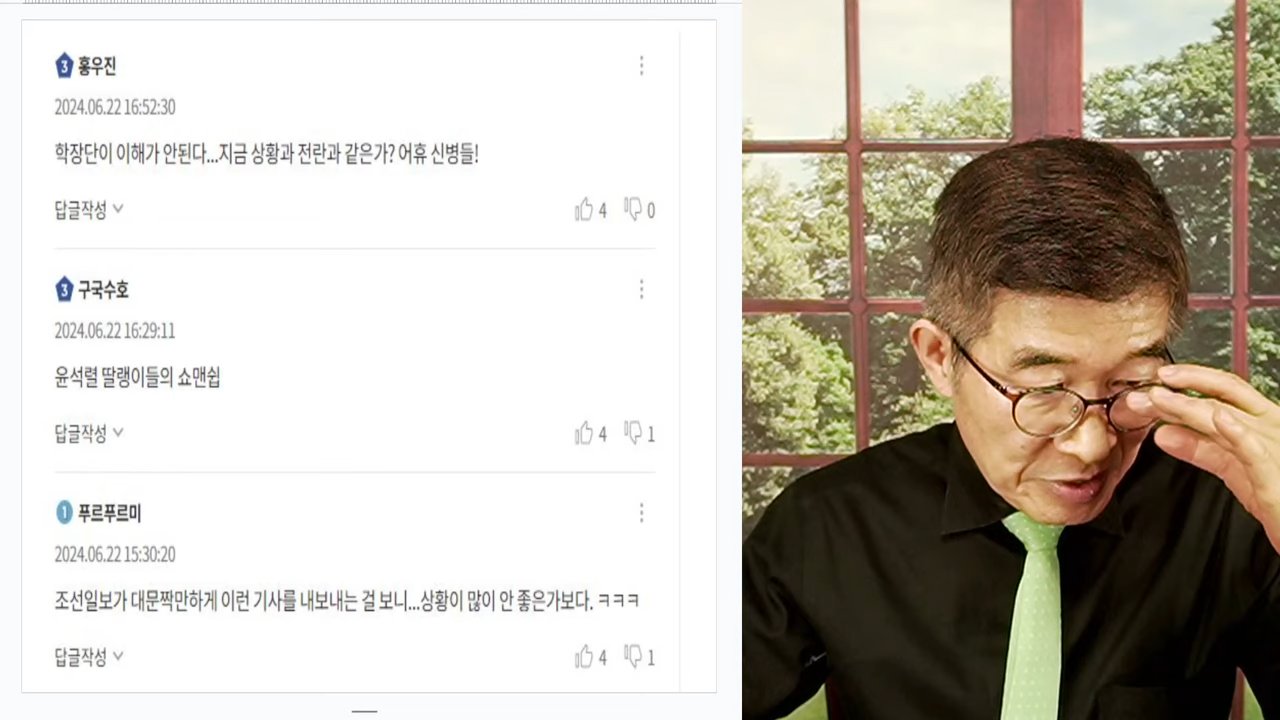 3 홍우진
2024.06.22 16:52:30
학장단이 이해가 안된다...지금 상황과 전란과 같은가? 어휴 신병들!
답글작성
4 0
3 구국수호
2024.06.22 16:29:11
윤석렬 딸랭이들의 쇼맨쉽
답글작성
4 1
1 푸르푸르미
2024.06.22 15:30:20
조선일보가 대문짝만하게 이런 기사를 내보내는 걸 보니...상황이 많이 안 좋은가보다. ㅋㅋㅋ
답글작성
4 1